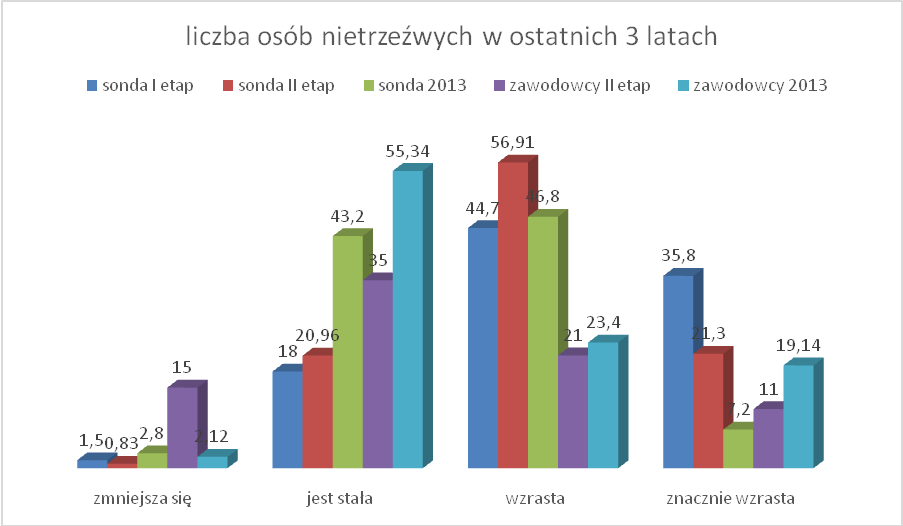 liczba osób nietrzeźwych w ostatnich 3 latach
sonda I etap sonda II etap sonda 2013 zawodowcy II etap zawodowcy 2013
1,5 0,83 2,8 15 2,12
18 20,96 43,2 35 55,34
44,7 56,91 46,8 21 23,4
35,8 21,3 7,2 11 19,14
zmniejsza się jest stała wzrasta znacznie wzrasta